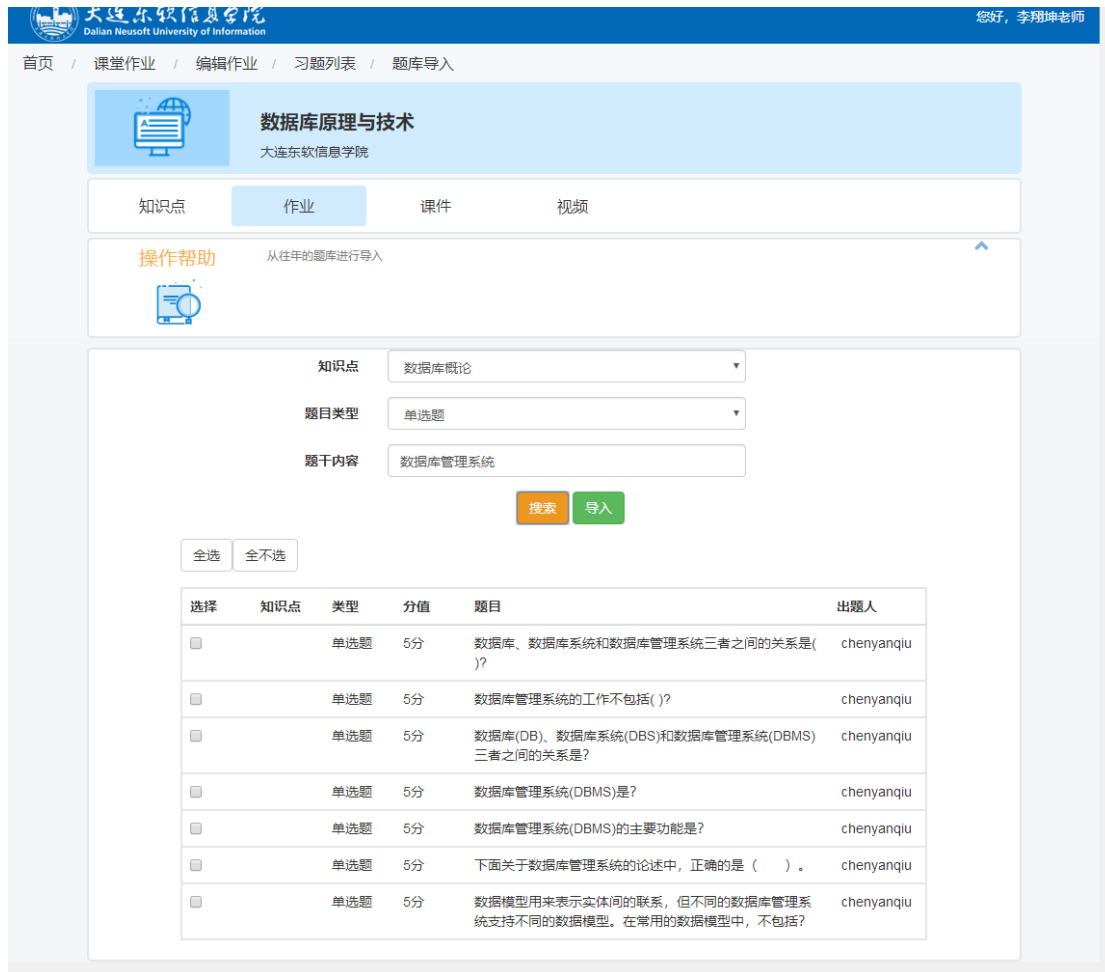 大连东软信息学院
Dalian Neusoft University of Information
您好，李翔坤老师
首页 / 课堂作业 / 编辑作业 / 习题列表 / 题库导入
数据库原理与技术
大连东软信息学院
知识点 作业 课件 视频
操作帮助 从往年的题库进行导入
知识点 数据库概论
题目类型 单选题
题干内容 数据库管理系统
搜索 导入
全选 全不选
选择 知识点 类型 分值 题目 出题人
单选题 5分 数据库、数据库系统和数据库管理系统三者之间的关系是( chenyanqiu
)?
单选题 5分 数据库管理系统的工作不包括( )? chenyanqiu
单选题 5分 数据库(DB)、数据库系统(DBS)和数据库管理系统(DBMS) chenyanqiu
三者之间的关系是?
单选题 5分 数据库管理系统(DBMS)是? chenyanqiu
单选题 5分 数据库管理系统(DBMS)的主要功能是? chenyanqiu
单选题 5分 下面关于数据库管理系统的论述中，正确的是（ ）。 chenyanqiu
单选题 5分 数据模型用来表示实体间的联系，但不同的数据库管理系 chenyanqiu
统支持不同的数据模型。在常用的数据模型中，不包括?